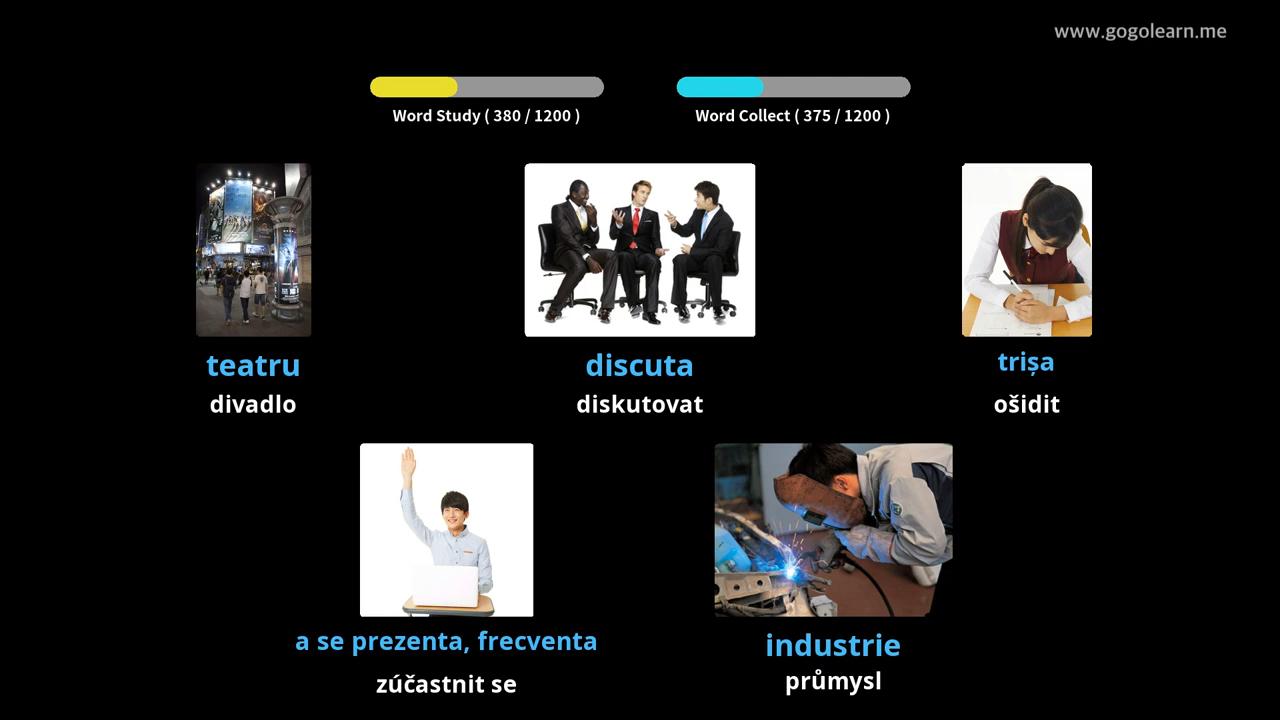 www.gogolearn.me
Word Study ( 380 / 1200 )
Word Collect ( 375 / 1200 )
teatru
discuta
trișa
divadlo
diskutovat
ošidit
a se prezenta, frecventa
industrie
zúčastnit se
průmysl